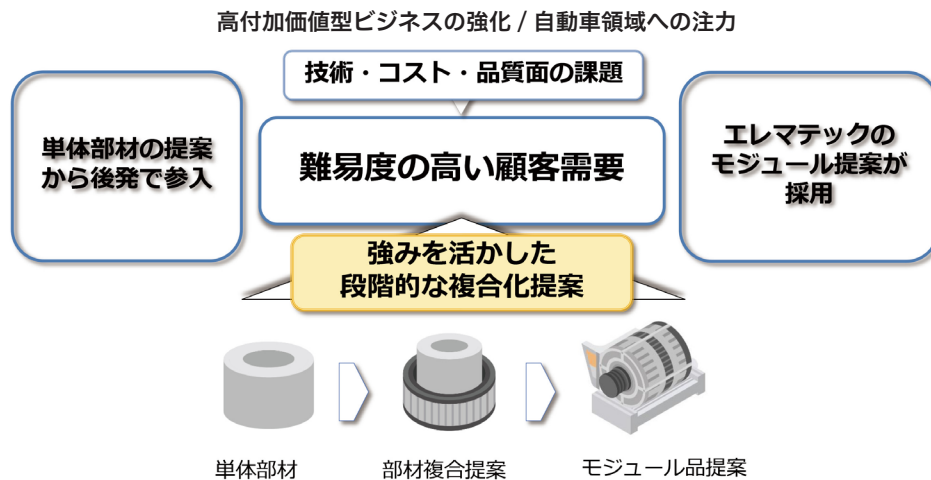 高付加価値型ビジネスの強化 / 自動車領域への注力
技術・コスト・品質面の課題
単体部材の提案
から後発で参入
難易度の高い顧客需要
エレマテックの
モジュール提案が
採用
強みを活かした
段階的な複合化提案
単体部材
部材複合提案
モジュール品提案